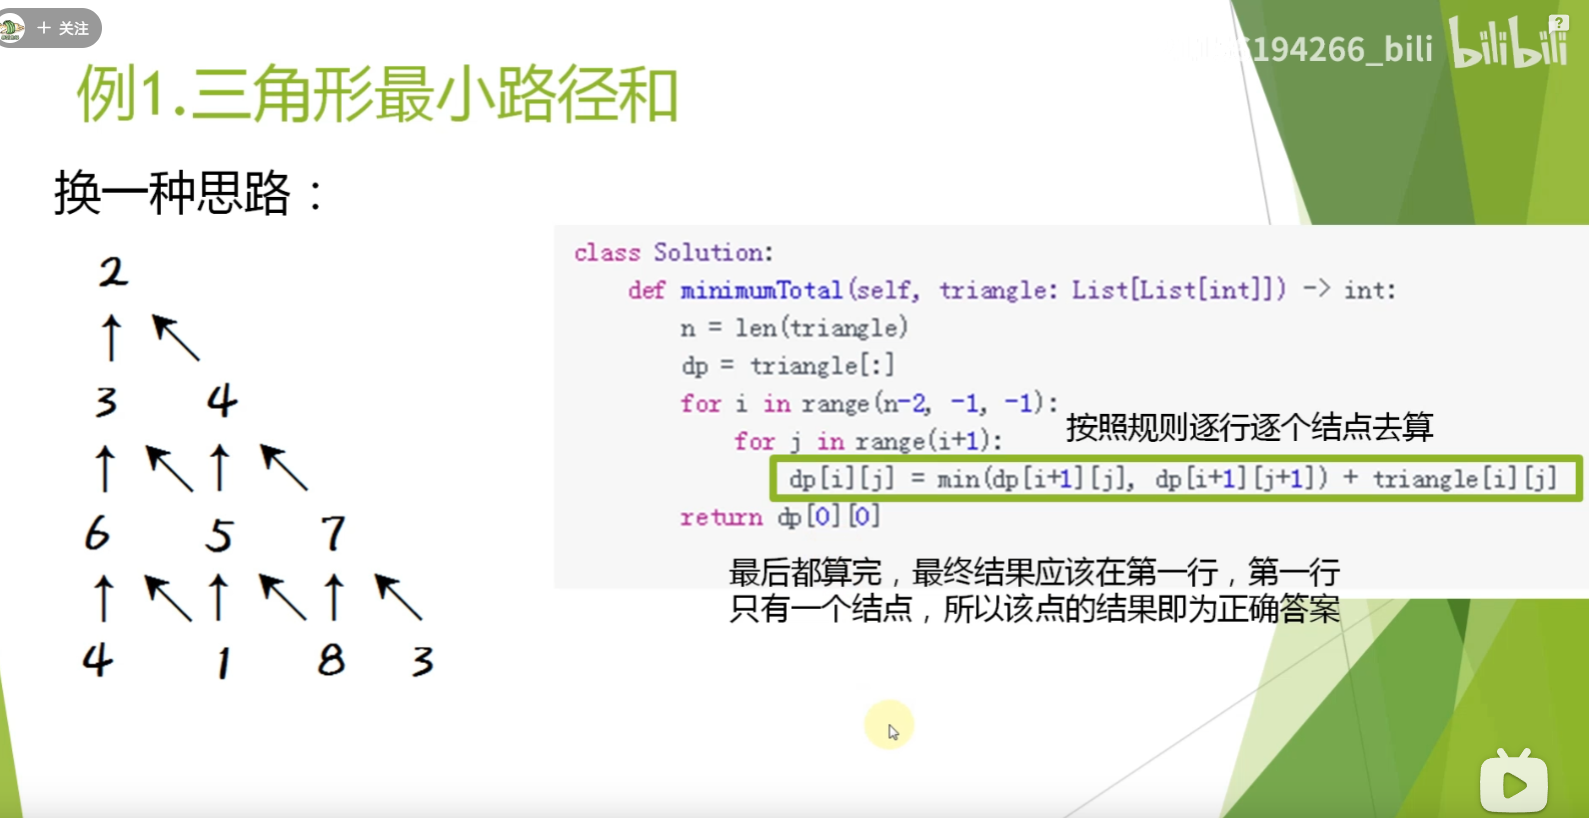 + 关注
194266_bili bilibili
?
例1.三角形最小路径和
换一种思路：
2
3 4
6 5 7
4 1 8 3
class Solution:
def minimumTotal(self, triangle: List[List[int]]) -> int:
n = len(triangle)
dp = triangle[:]
for i in range(n-2, -1, -1):
for j in range(i+1):
按照规则逐行逐个结点去算
dp[i][j] = min(dp[i+1][j], dp[i+1][j+1]) + triangle[i][j]
return dp[0][0]
最后都算完，最终结果应该在第一行，第一行
只有一个结点，所以该点的结果即为正确答案